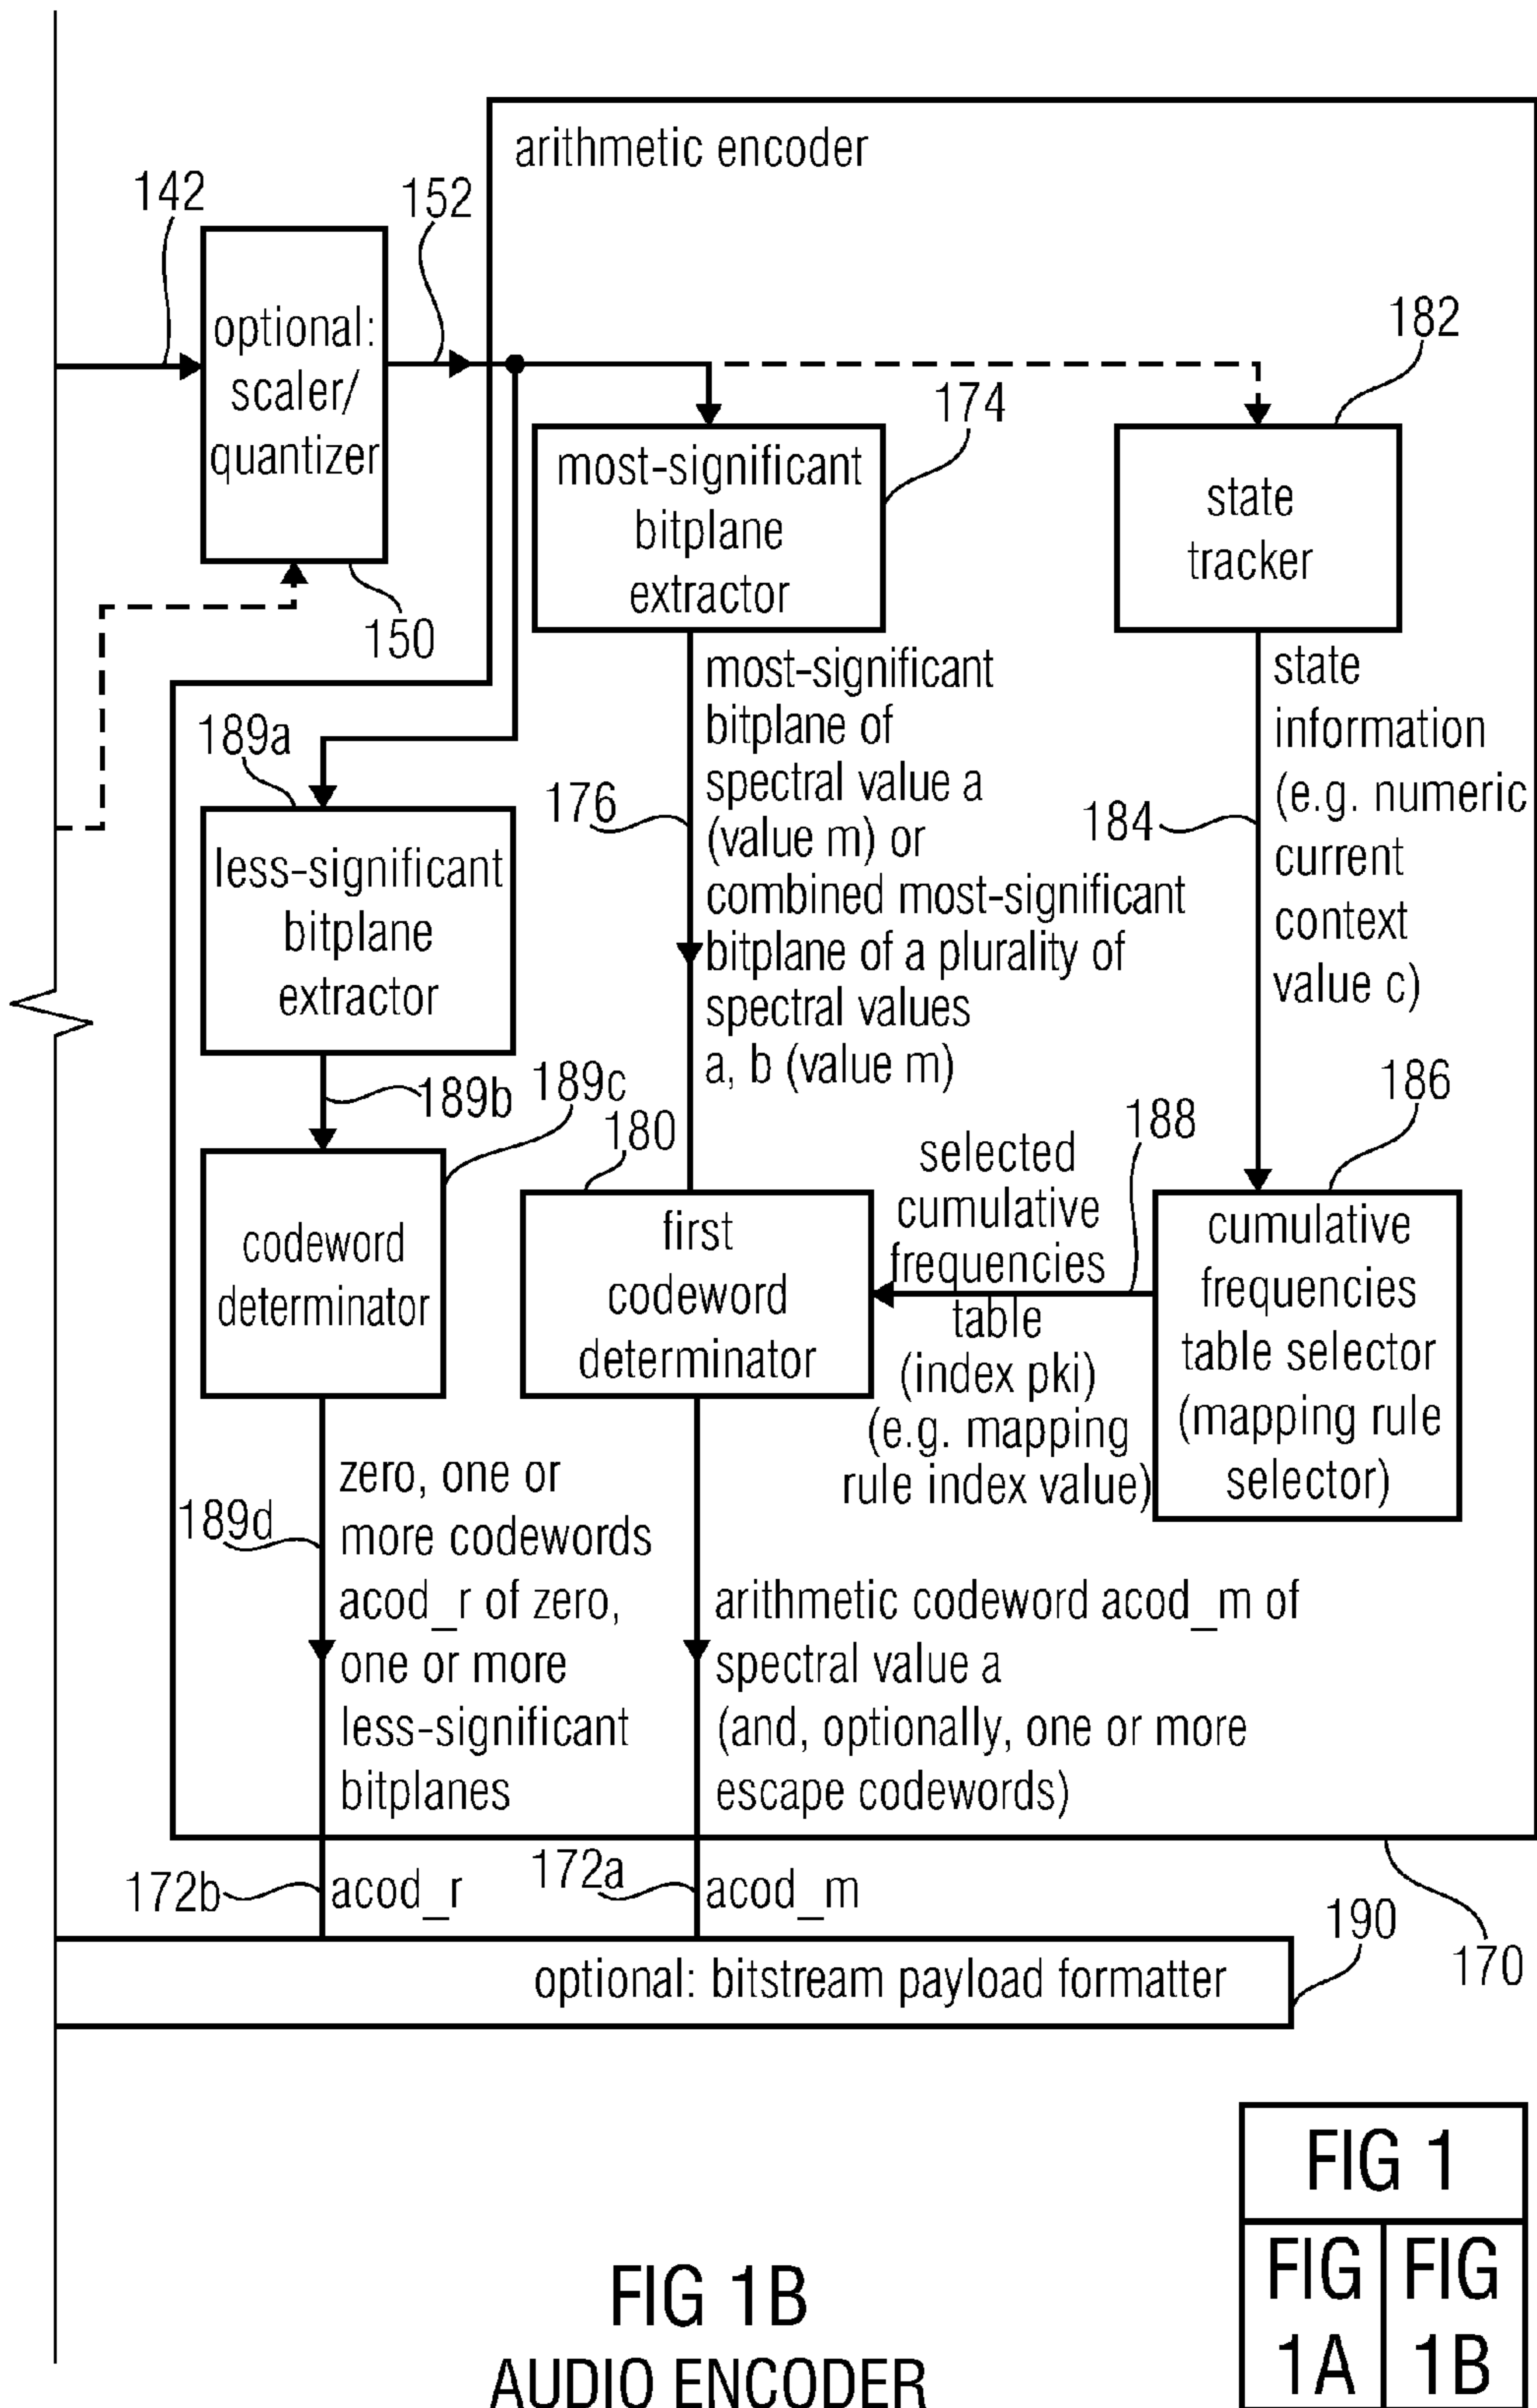 arithmetic encoder
142
152
optional:
scaler/
quantizer
150
182
174
most-significant
bitplane
extractor
state
tracker
most-significant
bitplane of
spectral value a
(value m) or
combined most-significant
bitplane of a plurality of
spectral values
a, b (value m)
176
state
information
(e.g. numeric
current
context
value c)
184
189a
less-significant
bitplane
extractor
189b
189c
180
188
186
codeword
determinator
first
codeword
determinator
selected
cumulative
frequencies
table
(index pki)
(e.g. mapping
rule index value)
cumulative
frequencies
table selector
(mapping rule
selector)
189d
zero, one or
more codewords
acod_r of zero,
one or more
less-significant
bitplanes
arithmetic codeword acod_m of
spectral value a
(and, optionally, one or more
escape codewords)
172b
acod_r
172a
acod_m
190
170
optional: bitstream payload formatter
FIG 1B
AUDIO ENCODER
FIG 1
FIG
1A
FIG
1B